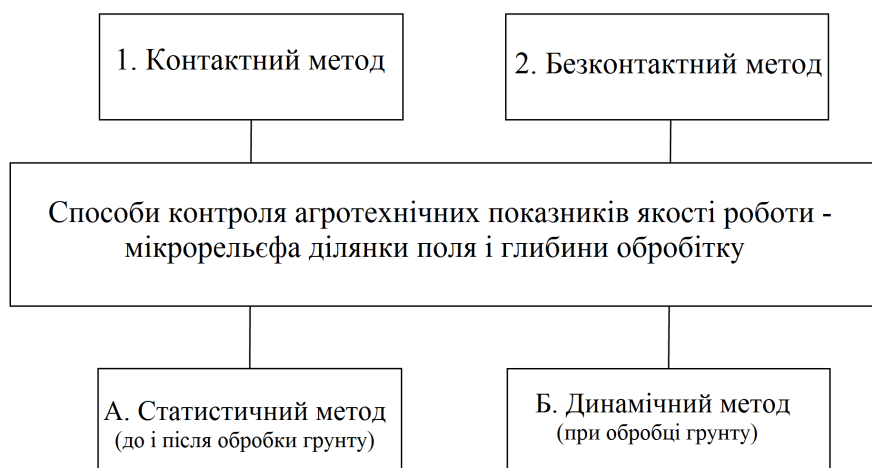 1. Контактний метод
2. Безконтактний метод
Способи контроля агротехнічних показників якості роботи -
мікрорельєфа ділянки поля і глибини обробітку
А. Статистичний метод
(до і після обробки грунту)
Б. Динамічний метод
(при обробці грунту)